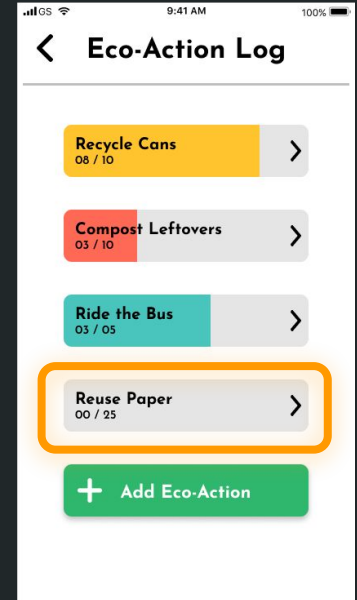 GS 9:41 AM 100%
Eco-Action Log
Recycle Cans
08 / 10
Compost Leftovers
03 / 10
Ride the Bus
03 / 05
Reuse Paper
00 / 25
Add Eco-Action